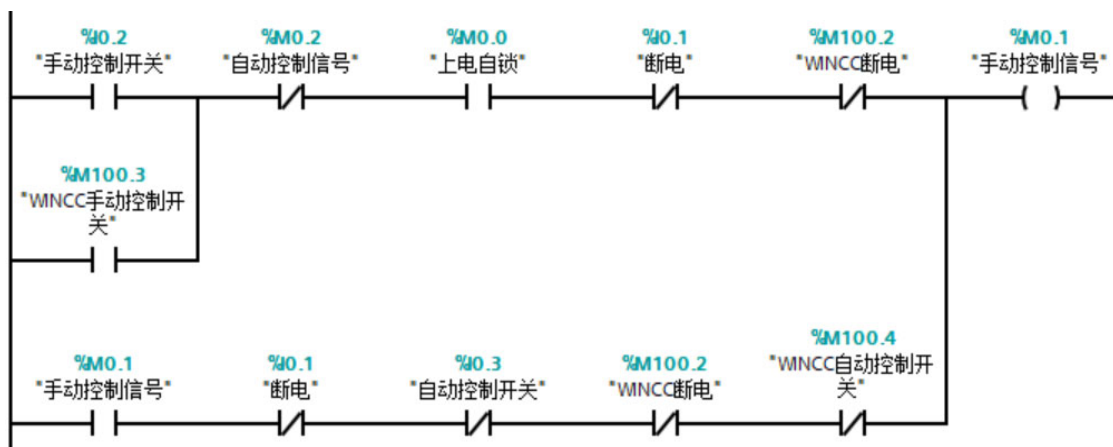 %I0.2 %M0.2 %M0.0 %I0.1 %M100.2 %M0.1
"手动控制开关" "自动控制信号" "上电自锁" "断电" "WINCC断电" "手动控制信号"
%M100.3
"WINCC手动控制开
关"
%M100.4
%M0.1 %I0.1 %I0.3 %M100.2 "WINCC自动控制开
"手动控制信号" "断电" "自动控制开关" "WINCC断电" 关"